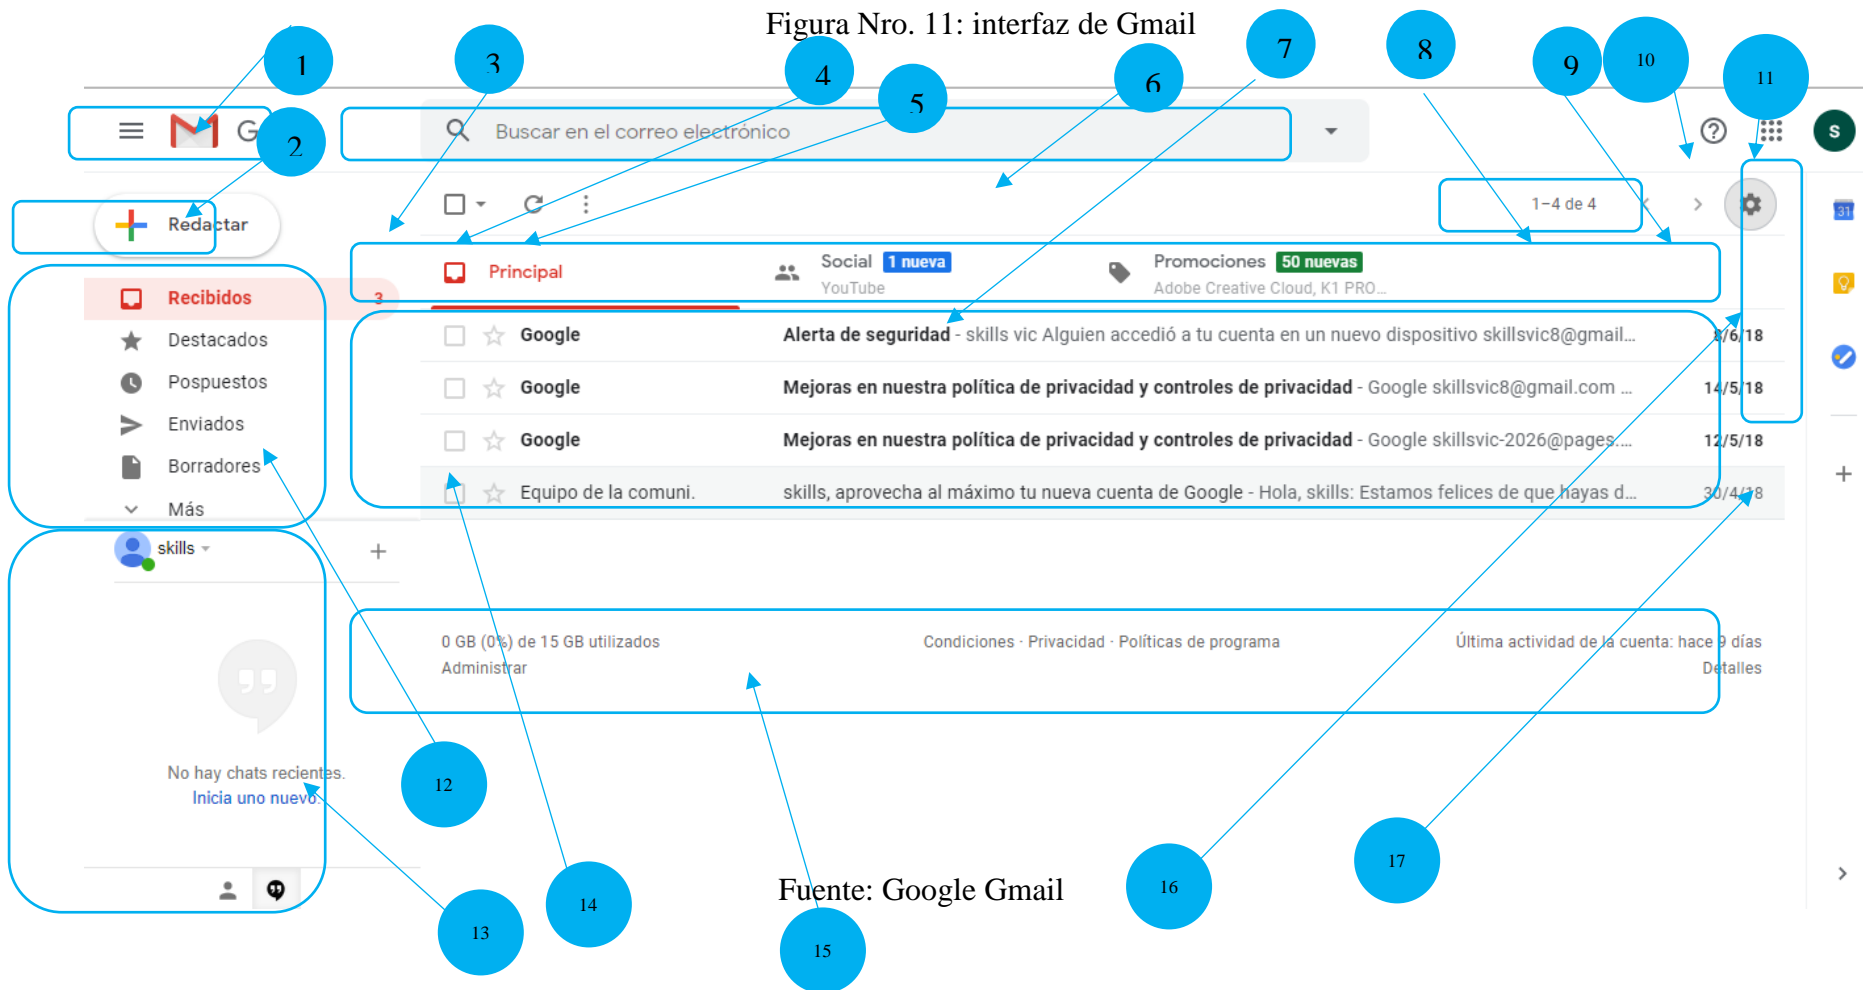 Figura Nro. 11: interfaz de Gmail
1
3
4
5
6
7
8
9
10
11
2
G
Buscar en el correo electrónico
S
Redactar
1–4 de 4
31
Principal
Social 1 nueva
YouTube
Promociones 50 nuevas
Adobe Creative Cloud, K1 PRO...
Recibidos 3
Destacados
Pospuestos
Enviados
Borradores
Más
Google Alerta de seguridad - skills vic Alguien accedió a tu cuenta en un nuevo dispositivo skillsvic8@gmail... 8/6/18
Google Mejoras en nuestra política de privacidad y controles de privacidad - Google skillsvic8@gmail.com ... 14/5/18
Google Mejoras en nuestra política de privacidad y controles de privacidad - Google skillsvic-2026@pages.... 12/5/18
Equipo de la comuni. skills, aprovecha al máximo tu nueva cuenta de Google - Hola, skills: Estamos felices de que hayas d... 30/4/18
skills
0 GB (0%) de 15 GB utilizados
Administrar
Condiciones · Privacidad · Políticas de programa
Última actividad de la cuenta: hace 9 días
Detalles
No hay chats recientes.
Inicia uno nuevo.
12
13
14
15
16
17
Fuente: Google Gmail